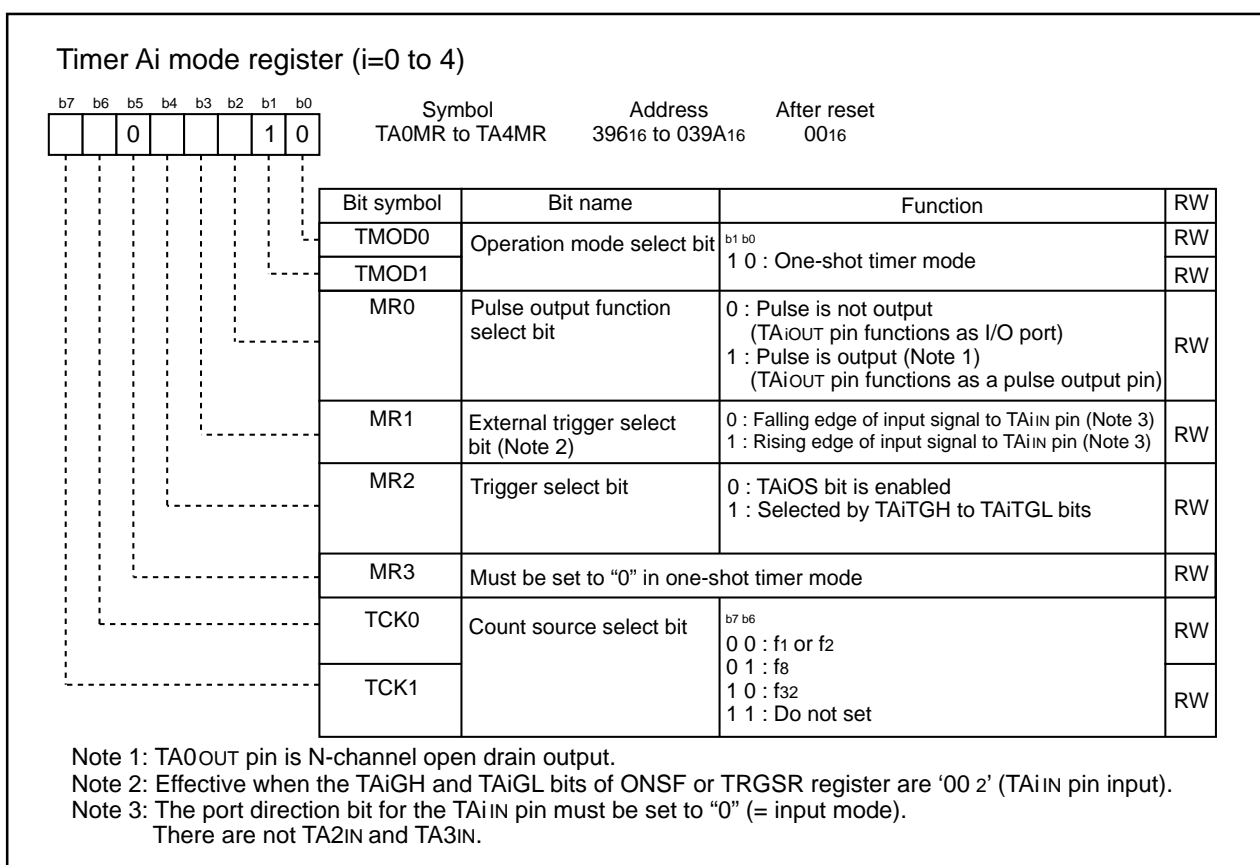 Timer Ai mode register (i=0 to 4)
b7 b6 b5 b4 b3 b2 b1 b0
0 1 0
Symbol Address After reset
TA0MR to TA4MR 39616 to 039A16 0016
Bit symbol Bit name Function RW
TMOD0 Operation mode select bit b1 b0 RW
1 0 : One-shot timer mode
TMOD1 RW
MR0 Pulse output function 0 : Pulse is not output
select bit (TAiOUT pin functions as I/O port)
1 : Pulse is output (Note 1) RW
(TAiOUT pin functions as a pulse output pin)
MR1 External trigger select 0 : Falling edge of input signal to TAiIN pin (Note 3)
bit (Note 2) 1 : Rising edge of input signal to TAiIN pin (Note 3) RW
MR2 Trigger select bit 0 : TAiOS bit is enabled
1 : Selected by TAiTGH to TAiTGL bits RW
MR3 Must be set to “0” in one-shot timer mode RW
TCK0 Count source select bit b7 b6 RW
0 0 : f1 or f2
0 1 : f8
TCK1 1 0 : f32 RW
1 1 : Do not set
Note 1: TA0OUT pin is N-channel open drain output.
Note 2: Effective when the TAiGH and TAiGL bits of ONSF or TRGSR register are ‘00 2’ (TAiIN pin input).
Note 3: The port direction bit for the TAiIN pin must be set to “0” (= input mode).
There are not TA2IN and TA3IN.